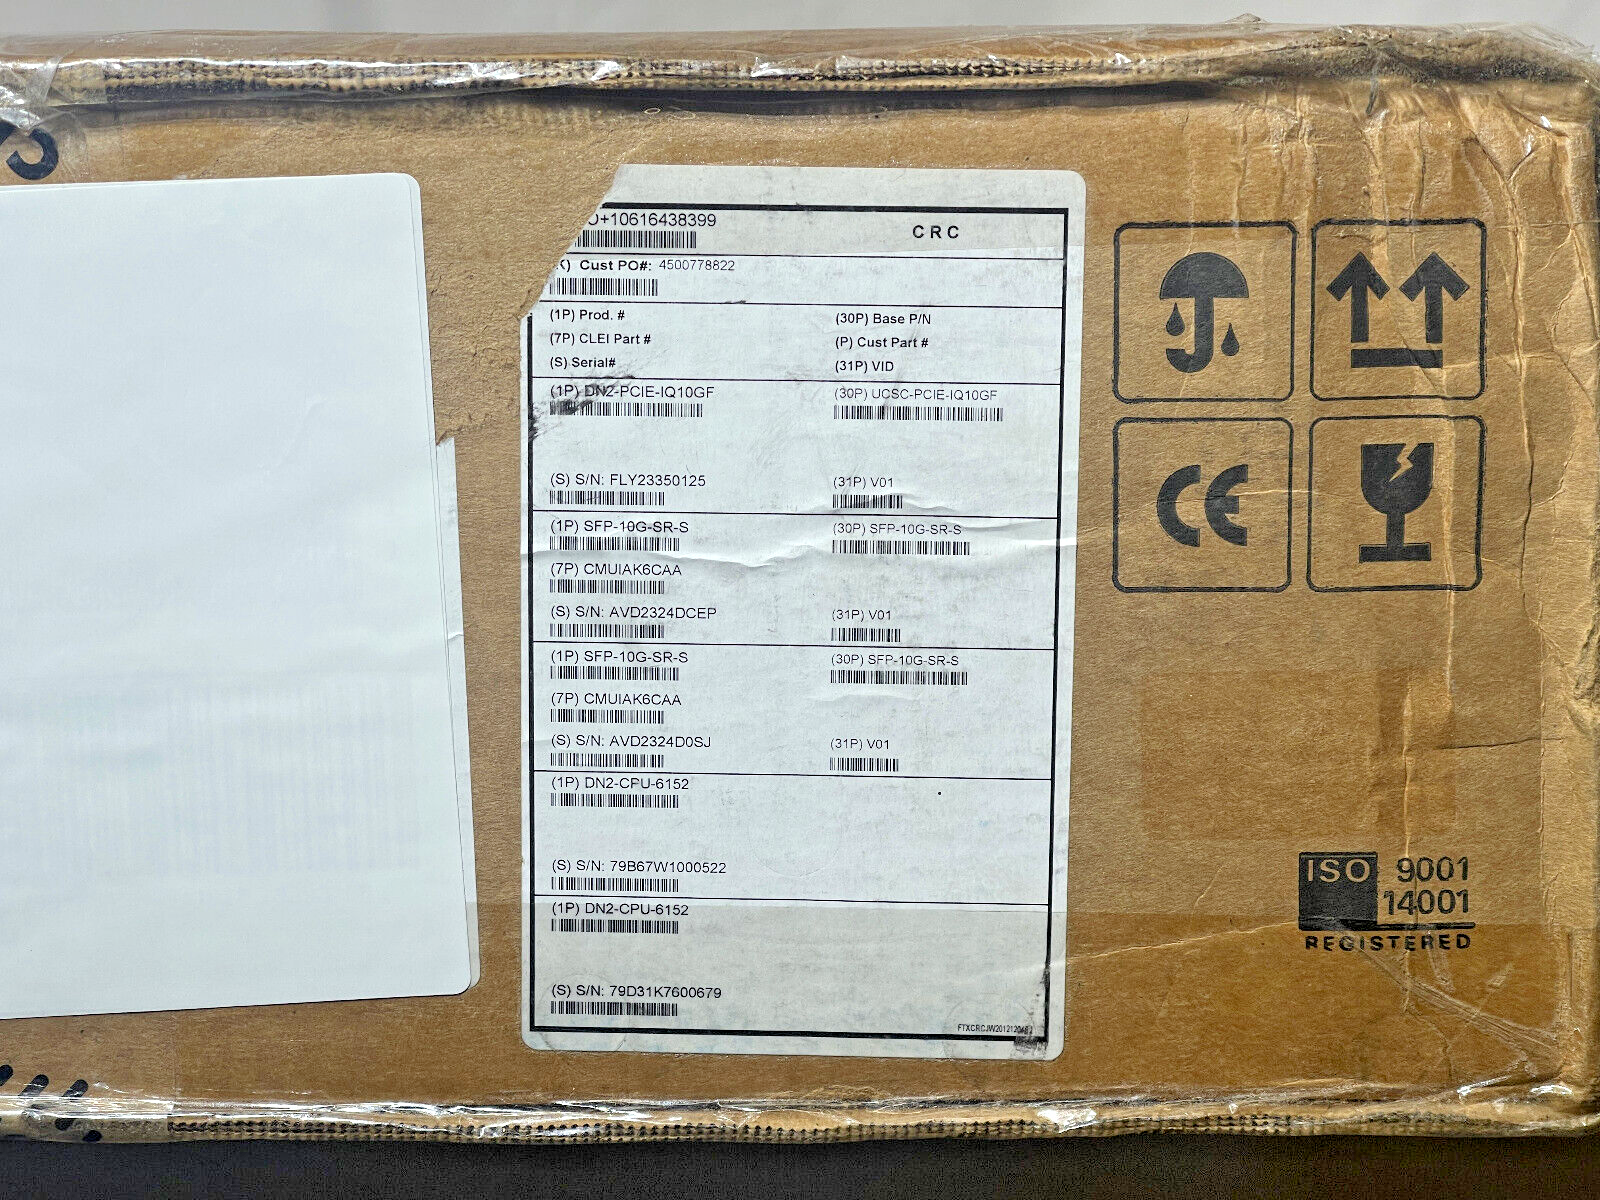 O+10616438399
CRC
K) Cust PO#: 4500778822
(1P) Prod. # (30P) Base P/N
(7P) CLEI Part # (P) Cust Part #
(S) Serial# (31P) VID
(1P) DN2-PCIE-IQ10GF (30P) UCSC-PCIE-IQ10GF
(S) S/N: FLY23350125 (31P) V01
(1P) SFP-10G-SR-S (30P) SFP-10G-SR-S
(7P) CMUIAK6CAA
(S) S/N: AVD2324DCEP (31P) V01
(1P) SFP-10G-SR-S (30P) SFP-10G-SR-S
(7P) CMUIAK6CAA
(S) S/N: AVD2324D0SJ (31P) V01
(1P) DN2-CPU-6152
(S) S/N: 79B67W1000522
(1P) DN2-CPU-6152
(S) S/N: 79D31K7600679
CE
ISO 9001
14001
REGISTERED